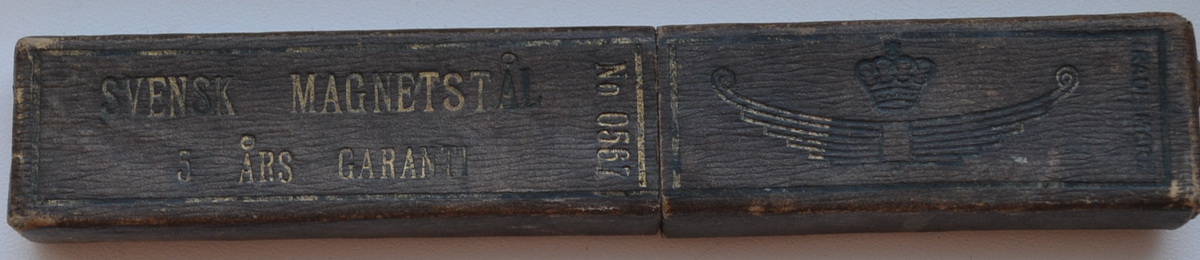 SVENSK MAGNETSTÅL
5 ÅRS GARANTI
No 0567